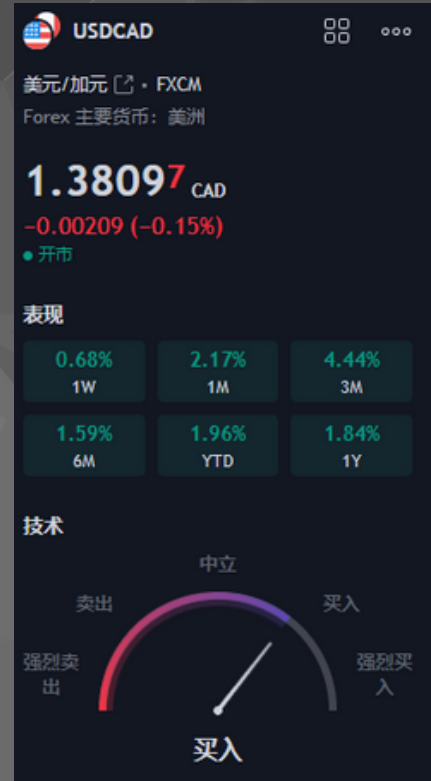 USDCAD
美元/加元 · FXCM
Forex 主要货币：美洲
1.38097 CAD
−0.00209 (−0.15%)
开市
表现
0.68% 2.17% 4.44%
1W 1M 3M
1.59% 1.96% 1.84%
6M YTD 1Y
技术
中立
卖出 买入
强烈卖出 强烈买入
买入